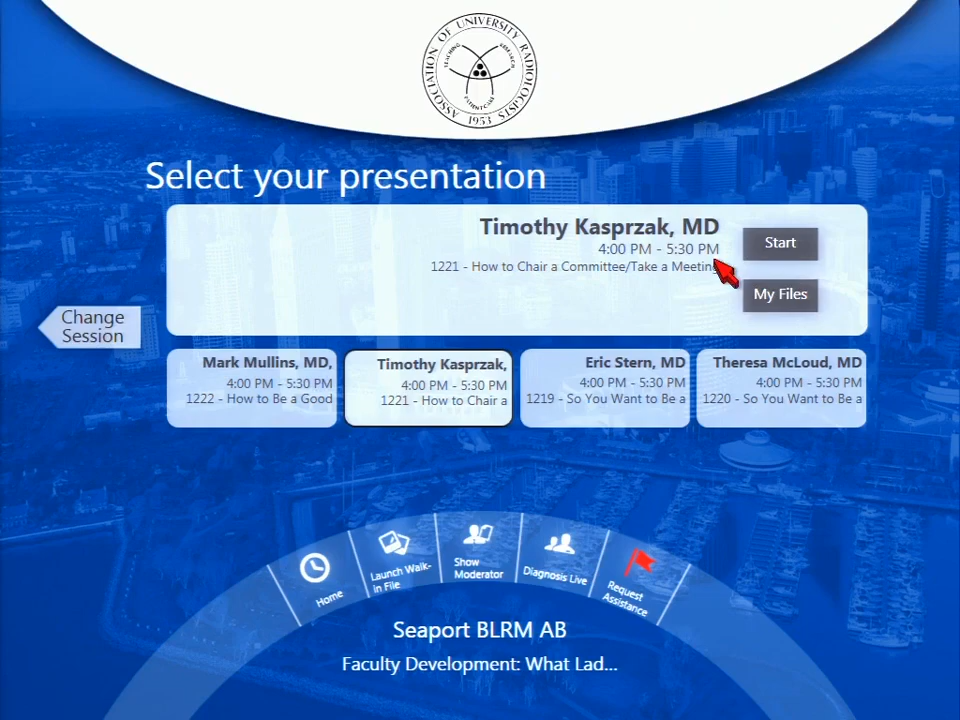 ASSOCIATION OF UNIVERSITY RADIOLOGISTS
TEACHING
RESEARCH
PATIENT CARE
1953
Select your presentation
Timothy Kasprzak, MD
4:00 PM - 5:30 PM
1221 - How to Chair a Committee/Take a Meeting
Start
My Files
Change
Session
Mark Mullins, MD,
4:00 PM - 5:30 PM
1222 - How to Be a Good
Timothy Kasprzak,
4:00 PM - 5:30 PM
1221 - How to Chair a
Eric Stern, MD
4:00 PM - 5:30 PM
1219 - So You Want to Be a
Theresa McLoud, MD
4:00 PM - 5:30 PM
1220 - So You Want to Be a
Home
Launch Walk-
in File
Show
Moderator
Diagnosis Live
Request
Assistance
Seaport BLRM AB
Faculty Development: What Lad...